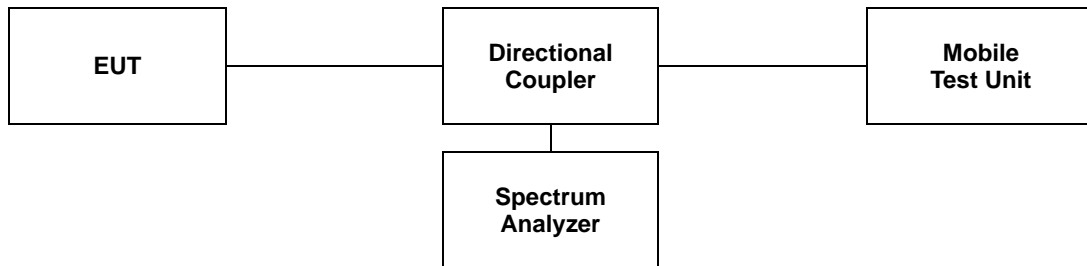 EUT
Directional
Coupler
Mobile
Test Unit
Spectrum
Analyzer